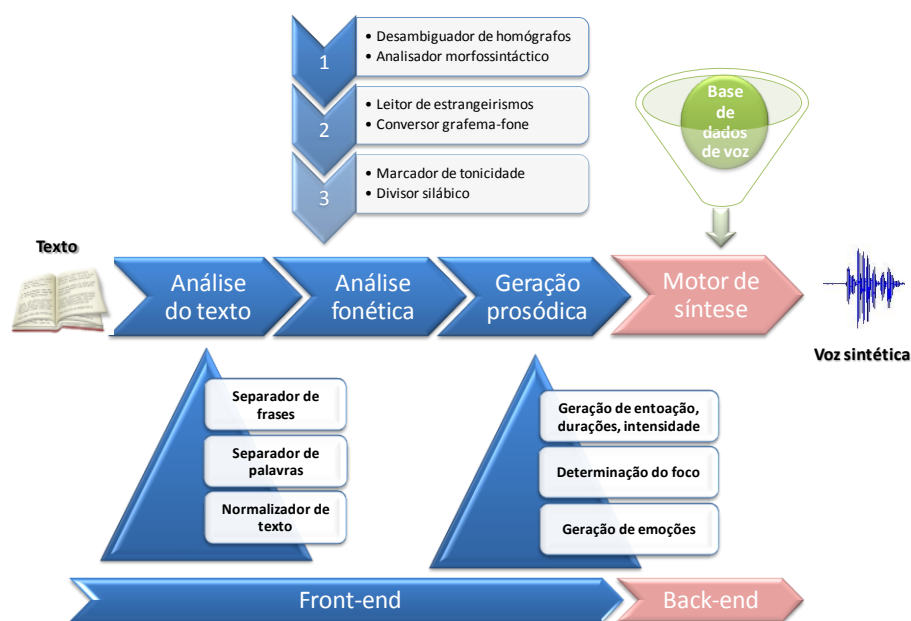 1
• Desambiguador de homógrafos
• Analisador morfossintáctico
2
• Leitor de estrangeirismos
• Conversor grafema-fone
3
• Marcador de tonicidade
• Divisor silábico
Base
de
dados
de voz
Texto
Análise
do texto
Análise
fonética
Geração
prosódica
Motor de
síntese
Voz sintética
Separador de
frases
Separador de
palavras
Normalizador de
texto
Geração de entoação,
durações, intensidade
Determinação do foco
Geração de emoções
Front-end
Back-end